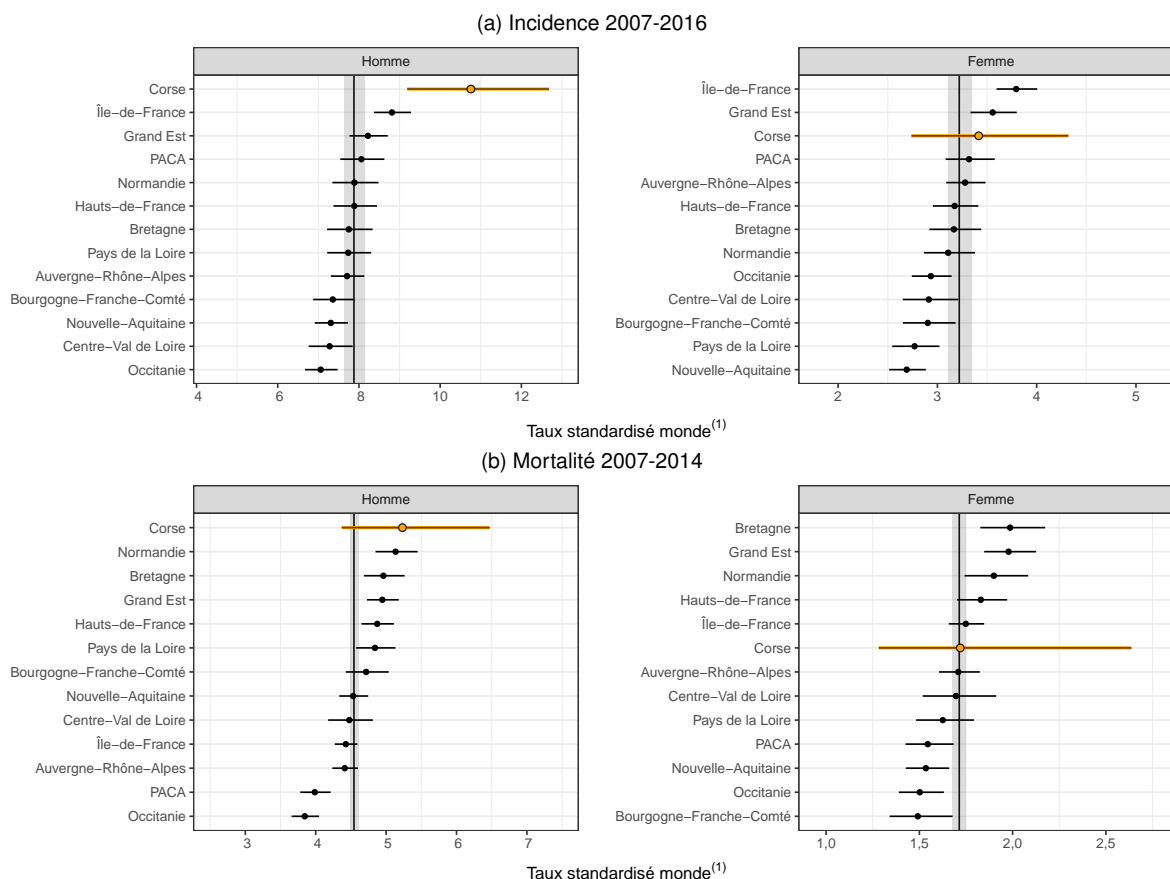 (a) Incidence 2007-2016
Homme
Corse
Île−de−France
Grand Est
PACA
Normandie
Hauts−de−France
Bretagne
Pays de la Loire
Auvergne−Rhône−Alpes
Bourgogne−Franche−Comté
Nouvelle−Aquitaine
Centre−Val de Loire
Occitanie
4 6 8 10 12
Femme
Île−de−France
Grand Est
Corse
PACA
Auvergne−Rhône−Alpes
Hauts−de−France
Bretagne
Normandie
Occitanie
Centre−Val de Loire
Bourgogne−Franche−Comté
Pays de la Loire
Nouvelle−Aquitaine
2 3 4 5
Taux standardisé monde(1)
(b) Mortalité 2007-2014
Homme
Corse
Normandie
Bretagne
Grand Est
Hauts−de−France
Pays de la Loire
Bourgogne−Franche−Comté
Nouvelle−Aquitaine
Centre−Val de Loire
Île−de−France
Auvergne−Rhône−Alpes
PACA
Occitanie
3 4 5 6 7
Femme
Bretagne
Grand Est
Normandie
Hauts−de−France
Île−de−France
Corse
Auvergne−Rhône−Alpes
Centre−Val de Loire
Pays de la Loire
PACA
Nouvelle−Aquitaine
Occitanie
Bourgogne−Franche−Comté
1,0 1,5 2,0 2,5
Taux standardisé monde(1)